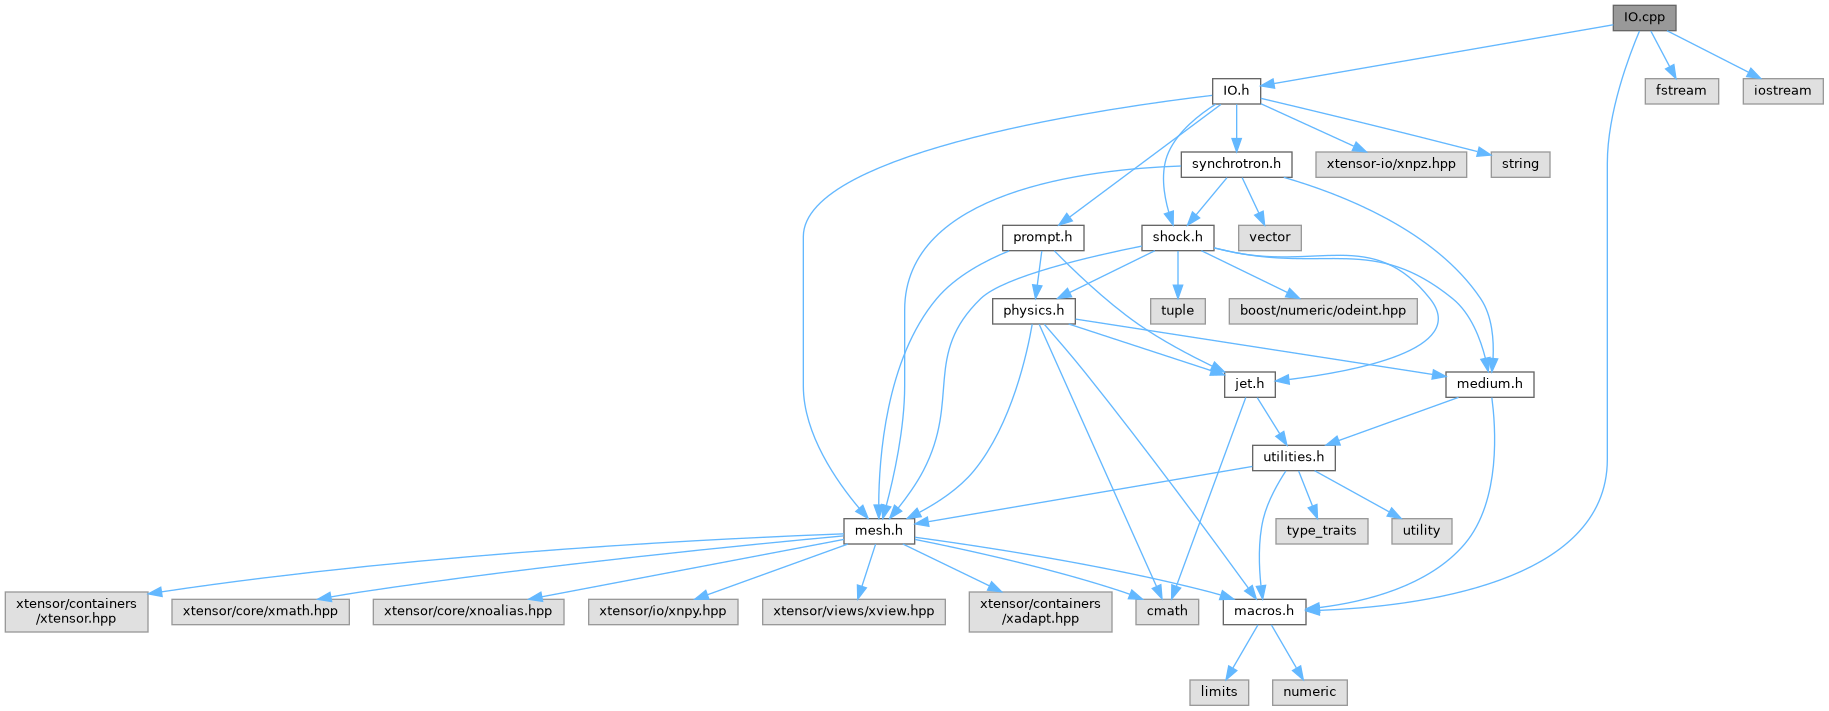 IO.cpp
IO.h
fstream
iostream
synchrotron.h
xtensor-io/xnpz.hpp
string
prompt.h
shock.h
vector
physics.h
tuple
boost/numeric/odeint.hpp
jet.h
medium.h
utilities.h
mesh.h
type_traits
utility
xtensor/containers
/xtensor.hpp
xtensor/core/xmath.hpp
xtensor/core/xnoalias.hpp
xtensor/io/xnpy.hpp
xtensor/views/xview.hpp
xtensor/containers
/xadapt.hpp
cmath
macros.h
limits
numeric